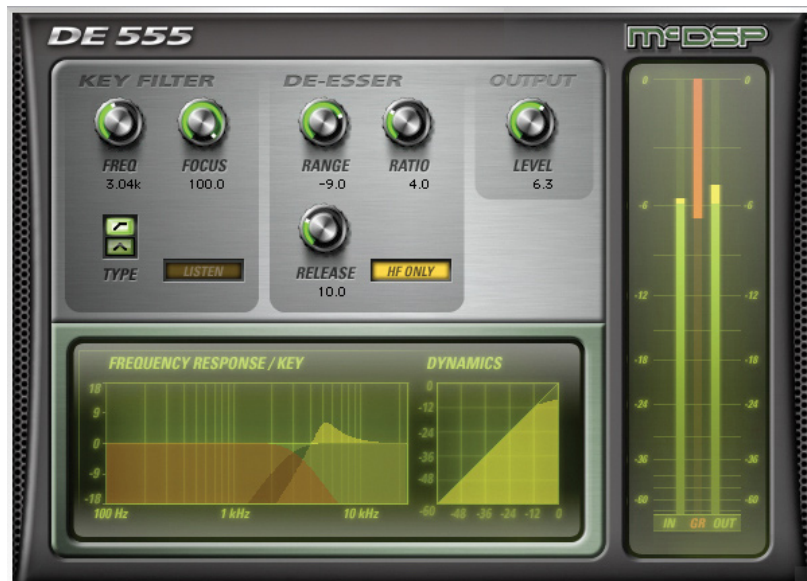 DE 555
McDSP
KEY FILTER
DE-ESSER
OUTPUT
FREQ FOCUS RANGE RATIO LEVEL
3.04k 100.0 -9.0 4.0 6.3
TYPE LISTEN RELEASE HF ONLY
10.0
FREQUENCY RESPONSE / KEY
18
9
0
-9
-18
100 Hz 1 kHz 10 kHz
DYNAMICS
0
-12
-24
-36
-48
-60 -48 -36 -24 -12 0
0 0
-6 -6
-12 -12
-18 -18
-24 -24
-36 -36
-60 -60
IN GR OUT